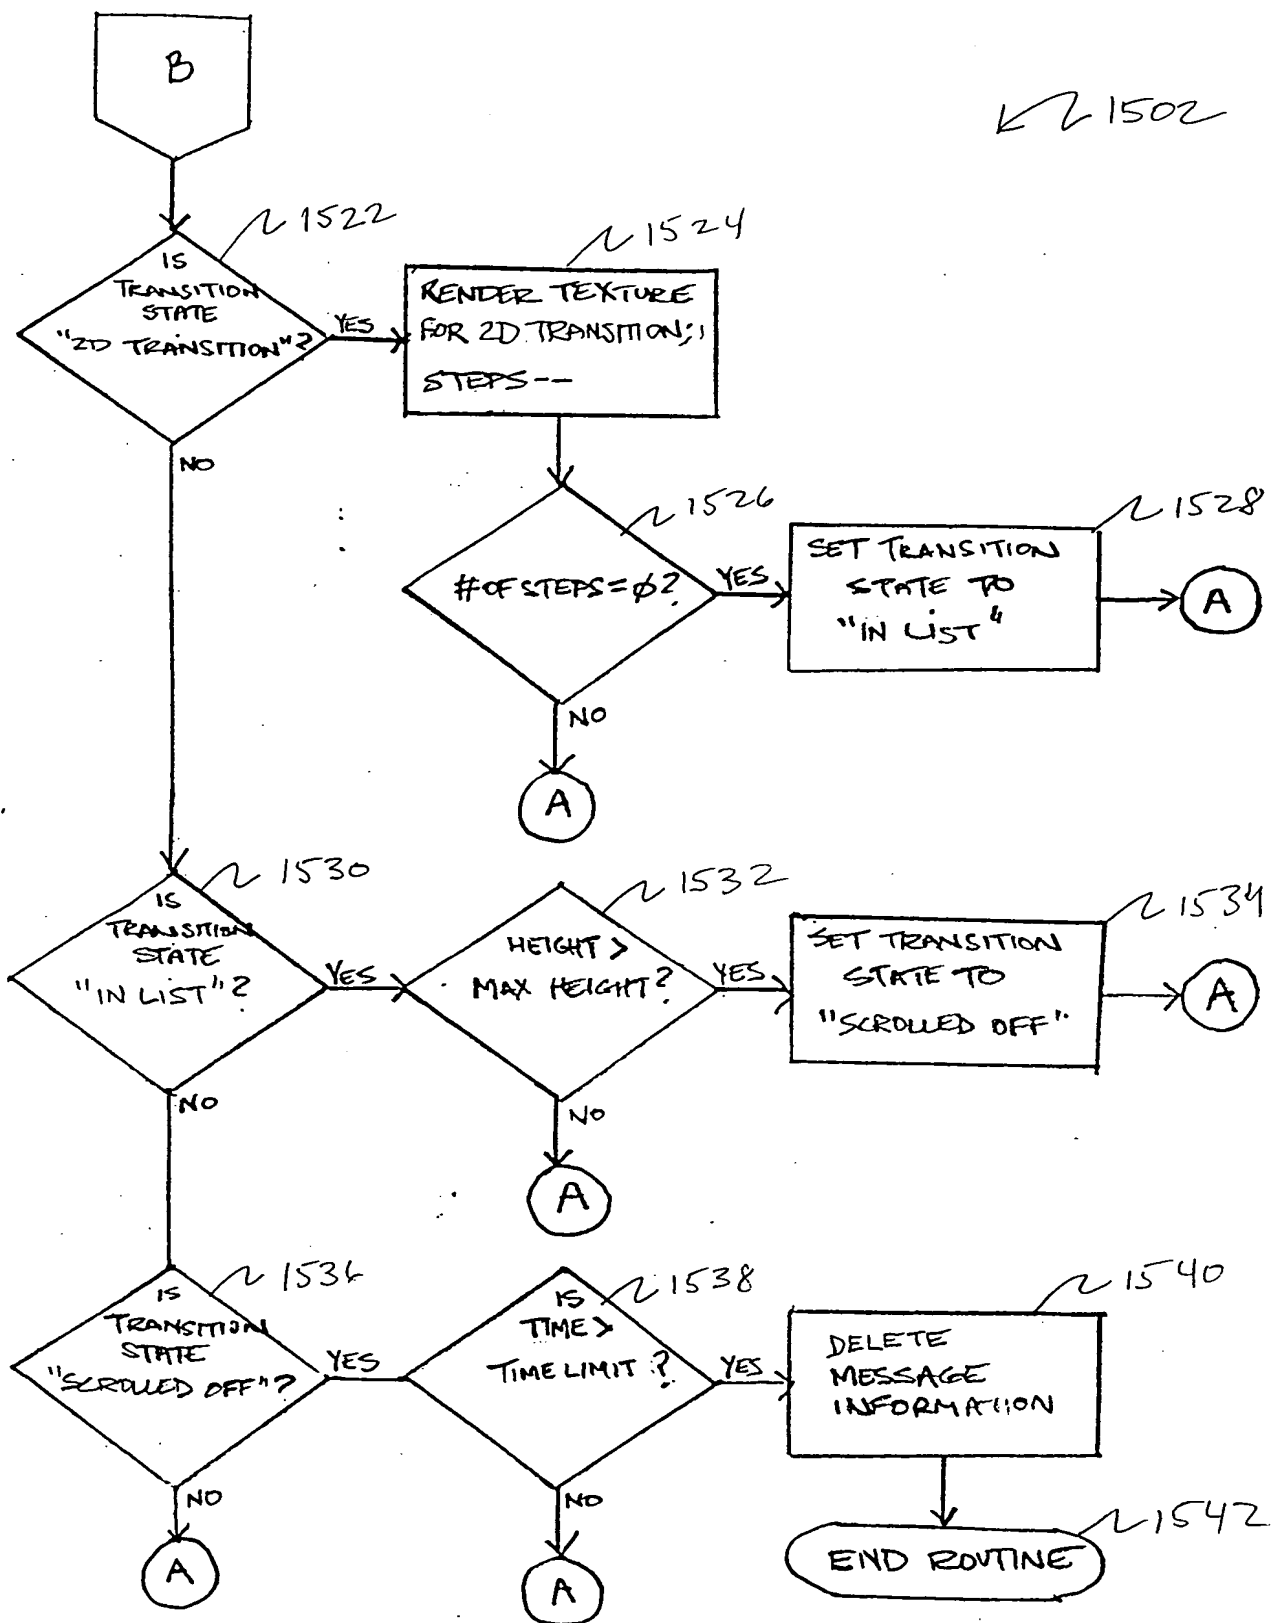 B
1502
1522
IS
TRANSITION
STATE
"2D TRANSITION"?
YES
NO
1524
RENDER TEXTURE
FOR 2D TRANSITION;
STEPS--
1526
# OF STEPS = Ø?
YES
NO
1528
SET TRANSITION
STATE TO
"IN LIST"
A
A
1530
IS
TRANSITION
STATE
"IN LIST"?
YES
NO
1532
HEIGHT >
MAX HEIGHT?
YES
NO
1534
SET TRANSITION
STATE TO
"SCROLLED OFF"
A
A
1536
IS
TRANSITION
STATE
"SCROLLED OFF"?
YES
NO
1538
IS
TIME >
TIME LIMIT?
YES
NO
1540
DELETE
MESSAGE
INFORMATION
A
A
1542
END ROUTINE